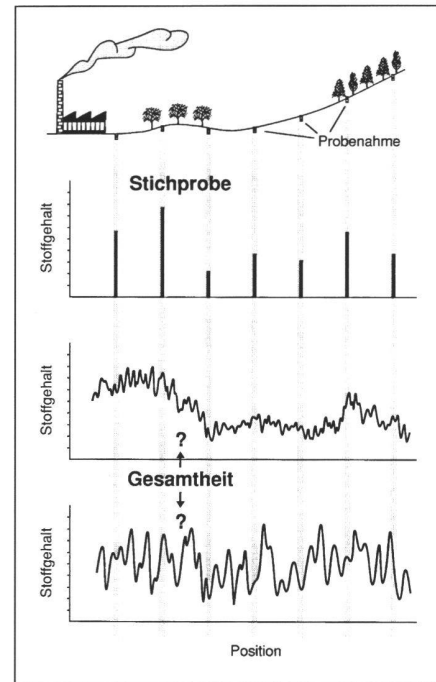 Probenahme
Stichprobe
Stoffgehalt
Stoffgehalt
?
Gesamtheit
?
Stoffgehalt
Position